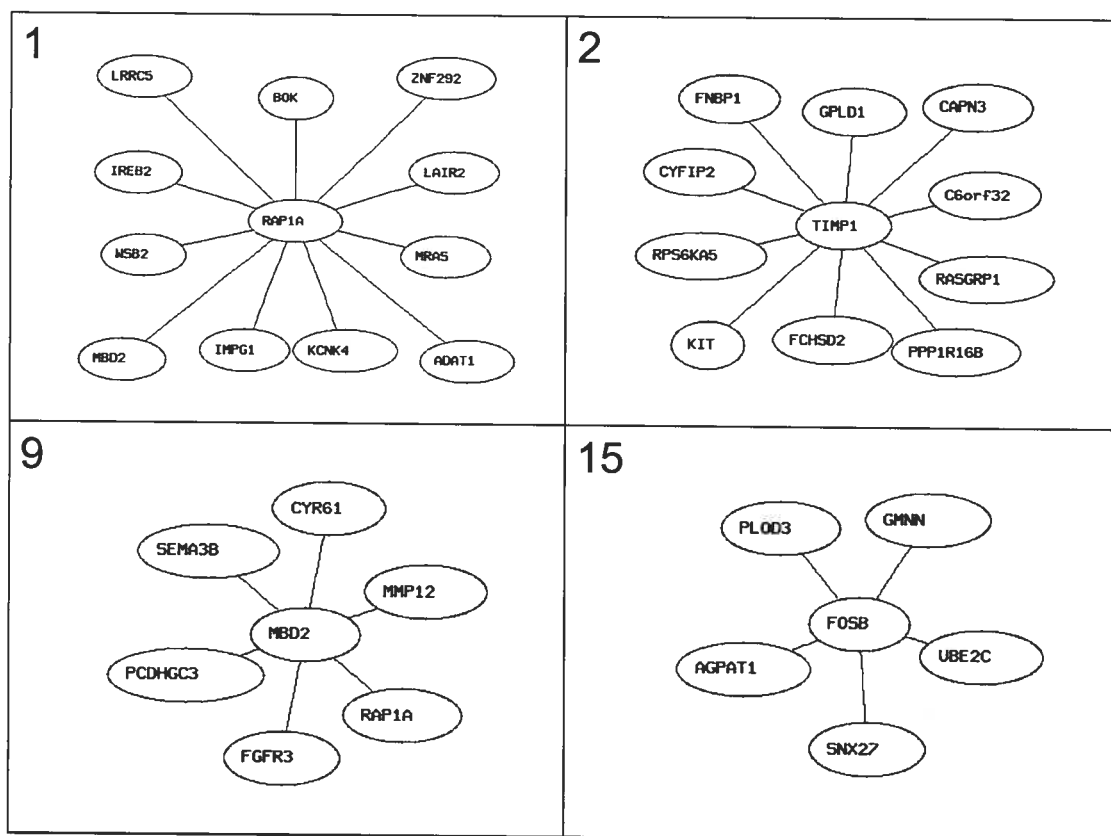 1
LRRC5
BOK
ZNF292
IREB2
LAIR2
RAP1A
WSB2
MRAS
MBD2
IMPG1
KCNK4
ADAT1
2
FNBP1
GPLD1
CAPN3
CYFIP2
C6orf32
TIMP1
RPS6KA5
RASGRP1
KIT
FCHSD2
PPP1R16B
9
CYR61
SEMA3B
MMP12
MBD2
PCDHGC3
RAP1A
FGFR3
15
PLOD3
GMNN
FOSB
AGPAT1
UBE2C
SNX27